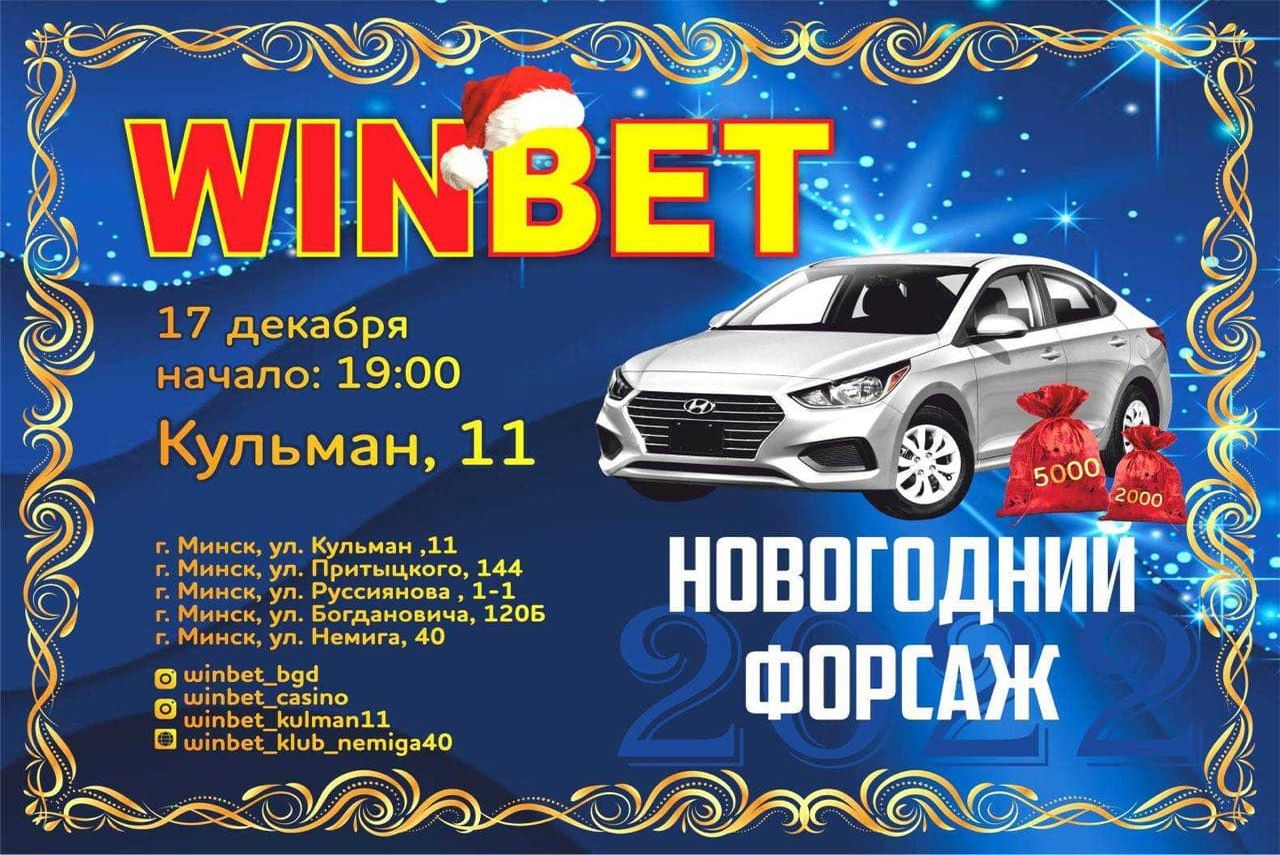 WINBET
17 декабря
начало: 19:00
Кульман, 11
5000
2000
г. Минск, ул. Кульман ,11
г. Минск, ул. Притыцкого, 144
г. Минск, ул. Руссиянова , 1-1
г. Минск, ул. Богдановича, 120Б
г. Минск, ул. Немига, 40
winbet_bgd
winbet_casino
winbet_kulman11
winbet_klub_nemiga40
НОВОГОДНИЙ
ФОРСАЖ
2022